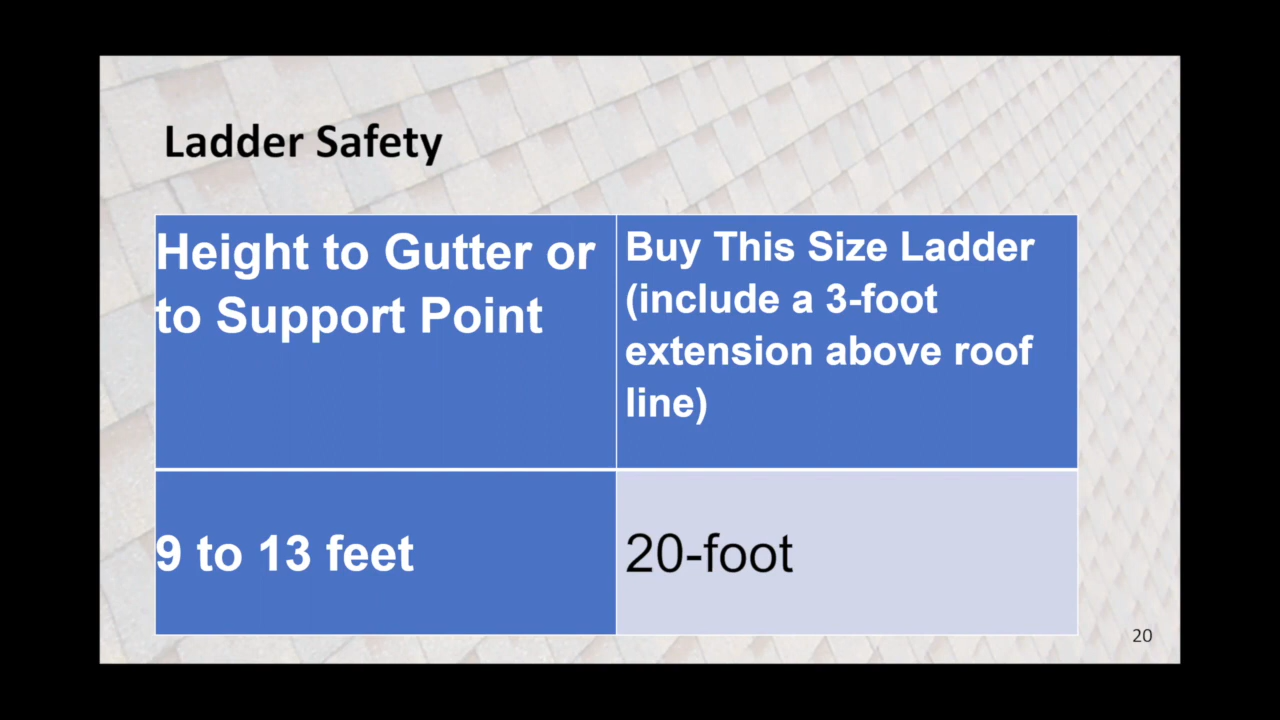 Ladder Safety
Height to Gutter or
to Support Point
Buy This Size Ladder
(include a 3-foot
extension above roof
line)
9 to 13 feet
20-foot
20